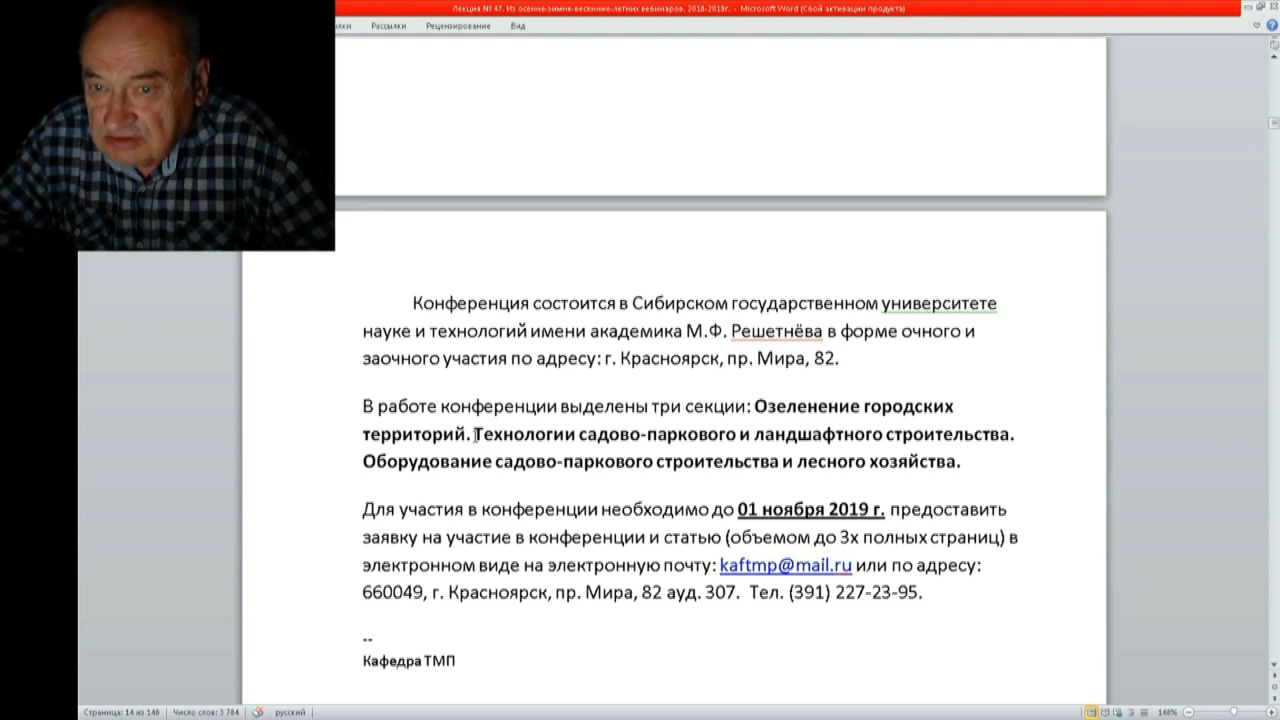 Лекция № 47. Из осенне-зимне-весенние-летних вебинаров. 2018-2019г. - Microsoft Word (Сбой активации продукта)
лки Рассылки Рецензирование Вид
Конференция состоится в Сибирском государственном университете
науке и технологий имени академика М.Ф. Решетнёва в форме очного и
заочного участия по адресу: г. Красноярск, пр. Мира, 82.
В работе конференции выделены три секции: Озеленение городских
территорий. Технологии садово-паркового и ландшафтного строительства.
Оборудование садово-паркового строительства и лесного хозяйства.
Для участия в конференции необходимо до 01 ноября 2019 г. предоставить
заявку на участие в конференции и статью (объемом до 3х полных страниц) в
электронном виде на электронную почту: kaftmp@mail.ru или по адресу:
660049, г. Красноярск, пр. Мира, 82 ауд. 307. Тел. (391) 227-23-95.
--
Кафедра ТМП
Страница: 14 из 148 Число слов: 3 784 русский 148%